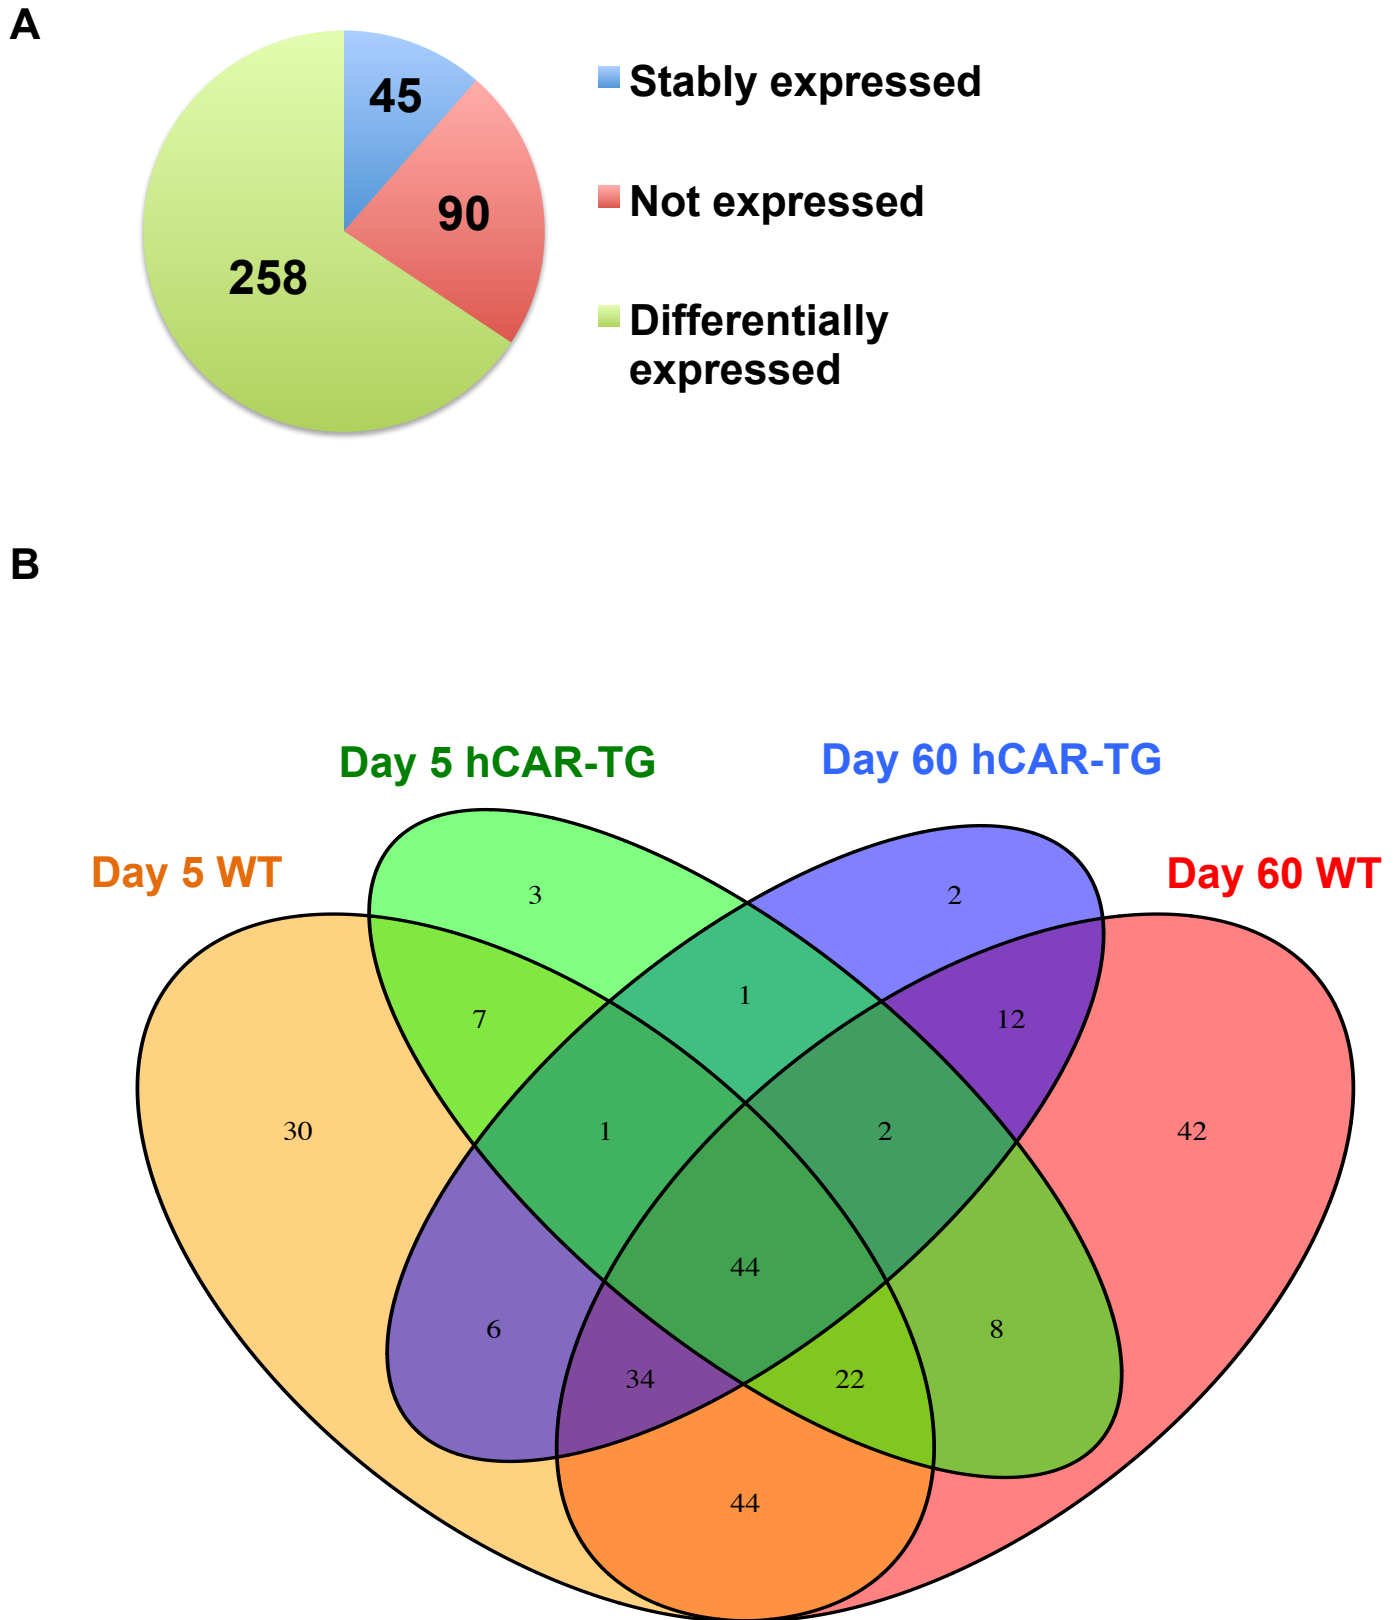 A
45
90
258
Stably expressed
Not expressed
Differentially
expressed
B
Day 5 hCAR-TG
Day 60 hCAR-TG
Day 5 WT
Day 60 WT
3
2
7
1
12
30
1
2
42
44
6
8
34
22
44